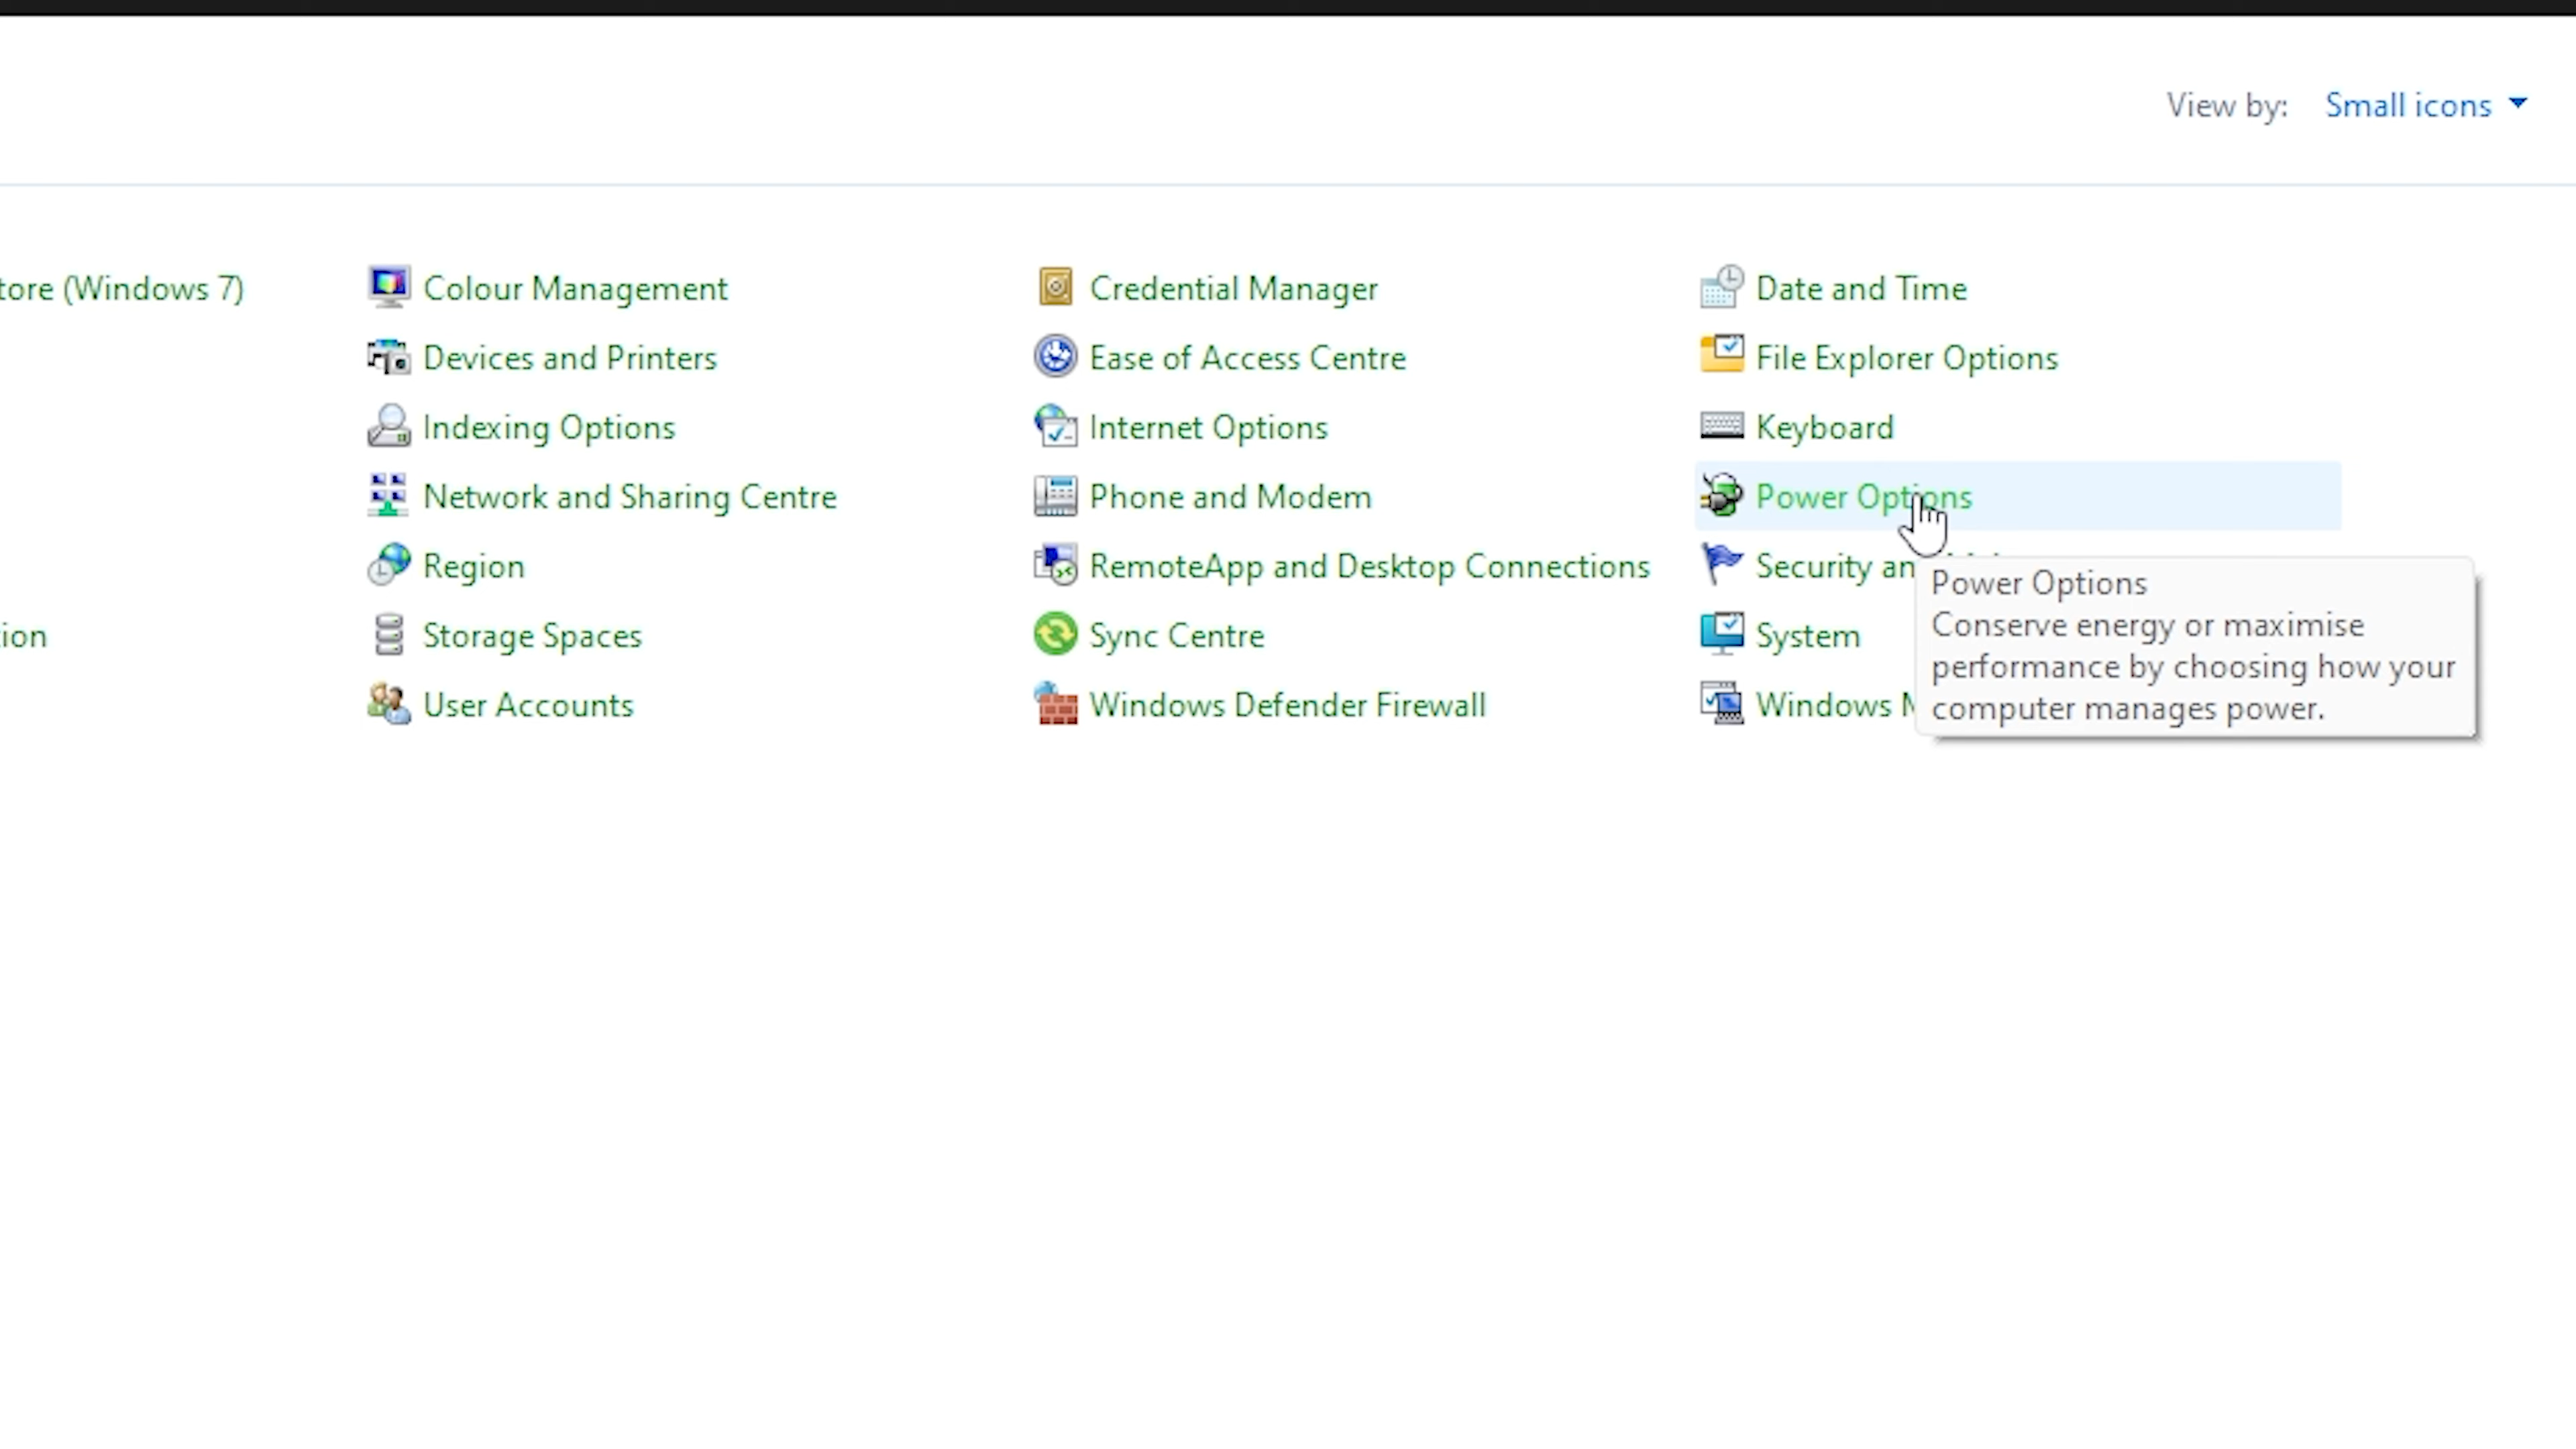 View by: Small icons
tore (Windows 7) Colour Management Credential Manager Date and Time
Devices and Printers Ease of Access Centre File Explorer Options
Indexing Options Internet Options Keyboard
Network and Sharing Centre Phone and Modem Power Options
Region RemoteApp and Desktop Connections Security
tion Storage Spaces Sync Centre System
User Accounts Windows Defender Firewall Windows
Power Options
Conserve energy or maximise
performance by choosing how your
computer manages power.